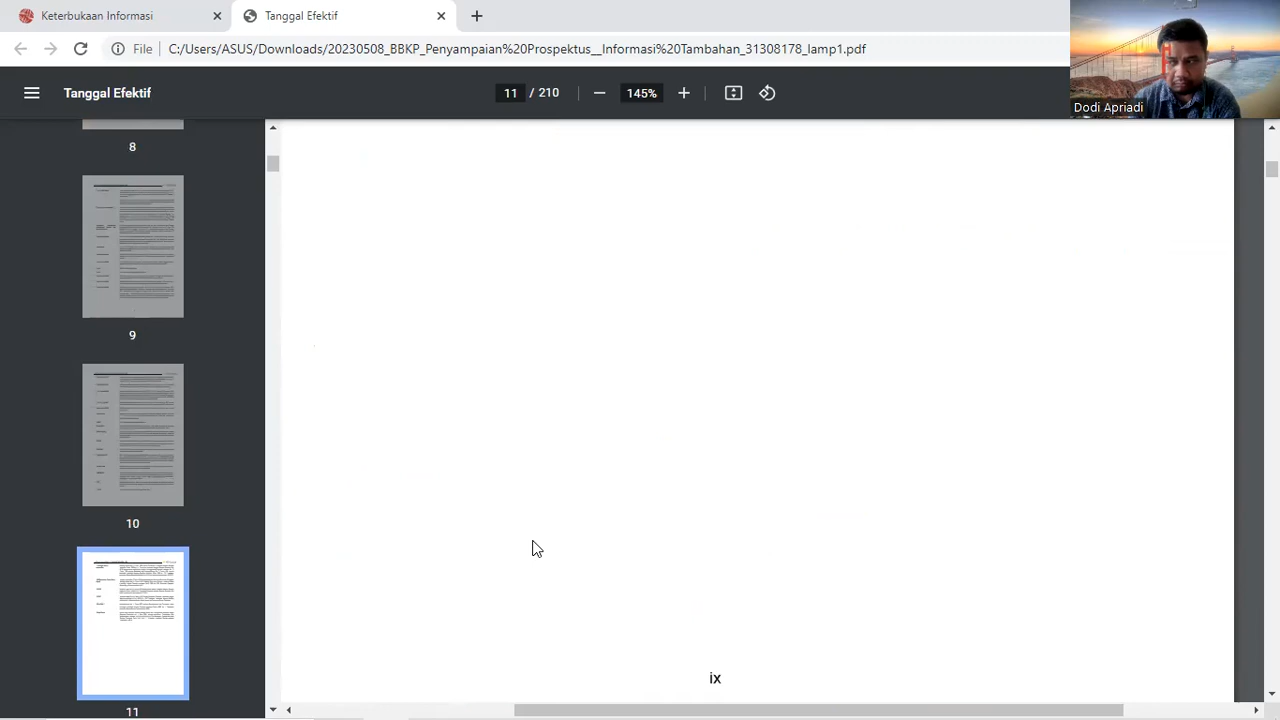 Keterbukaan Informasi
Tanggal Efektif
File
C:/Users/ASUS/Downloads/20230508_BBKP_Penyampaian%20Prospektus__Informasi%20Tambahan_31308178_lamp1.pdf
Tanggal Efektif
11 / 210
145%
Dodi Apriadi
8
9
10
11
ix